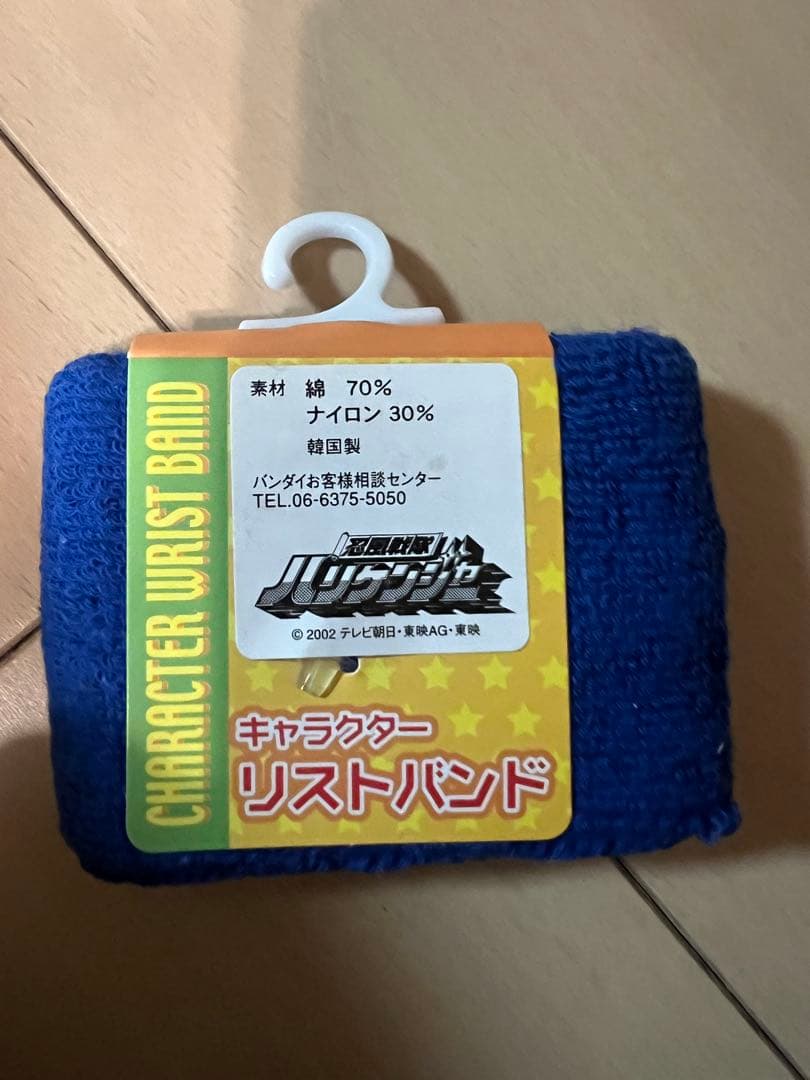 CHARACTER WRIST BAND
素材 綿 70%
ナイロン 30%
韓国製
バンダイお客様相談センター
TEL.06-6375-5050
忍風戦隊
ハリケンジャー
© 2002 テレビ朝日・東映AG・東映
キャラクター
リストバンド